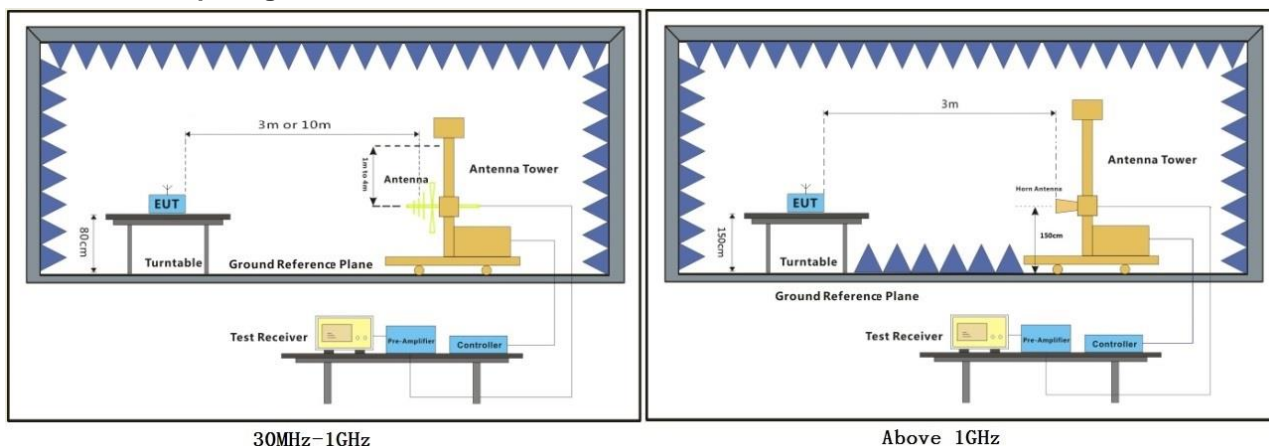 3m or 10m
1m to 4m
Antenna
Antenna Tower
EUT
80cm
Turntable
Ground Reference Plane
Test Receiver
Pre-Amplifier
Controller
30MHz-1GHz
3m
Antenna Tower
Horn Antenna
EUT
150cm
150cm
Turntable
Ground Reference Plane
Test Receiver
Pre-Amplifier
Controller
Above 1GHz